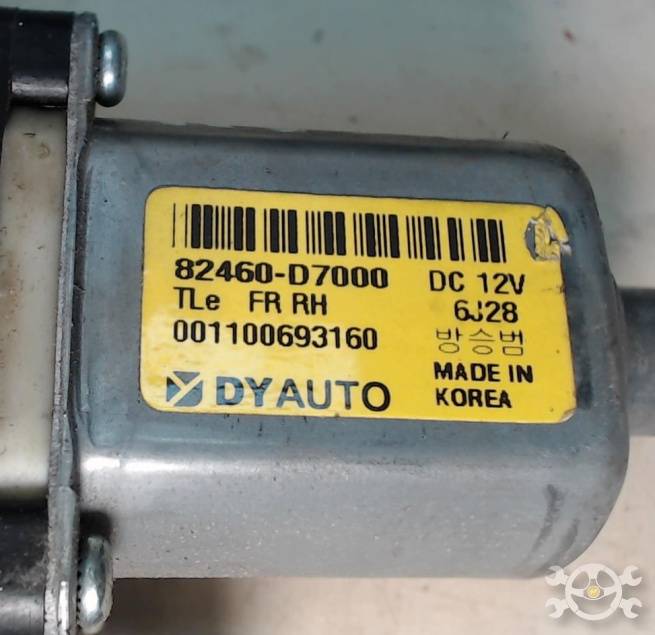 82460-D7000 DC 12V
TLe FR RH 6J28
001100693160 방승범
DYAUTO MADE IN
KOREA